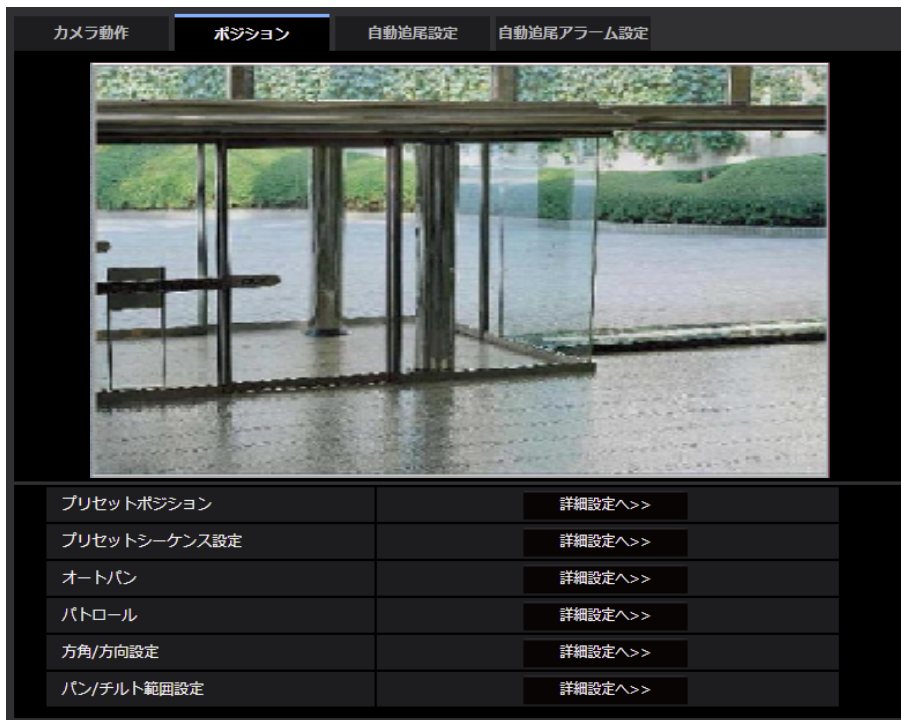 カメラ動作 ポジション 自動追尾設定 自動追尾アラーム設定
プリセットポジション 詳細設定へ>>
プリセットシーケンス設定 詳細設定へ>>
オートパン 詳細設定へ>>
パトロール 詳細設定へ>>
方角/方向設定 詳細設定へ>>
パン/チルト範囲設定 詳細設定へ>>